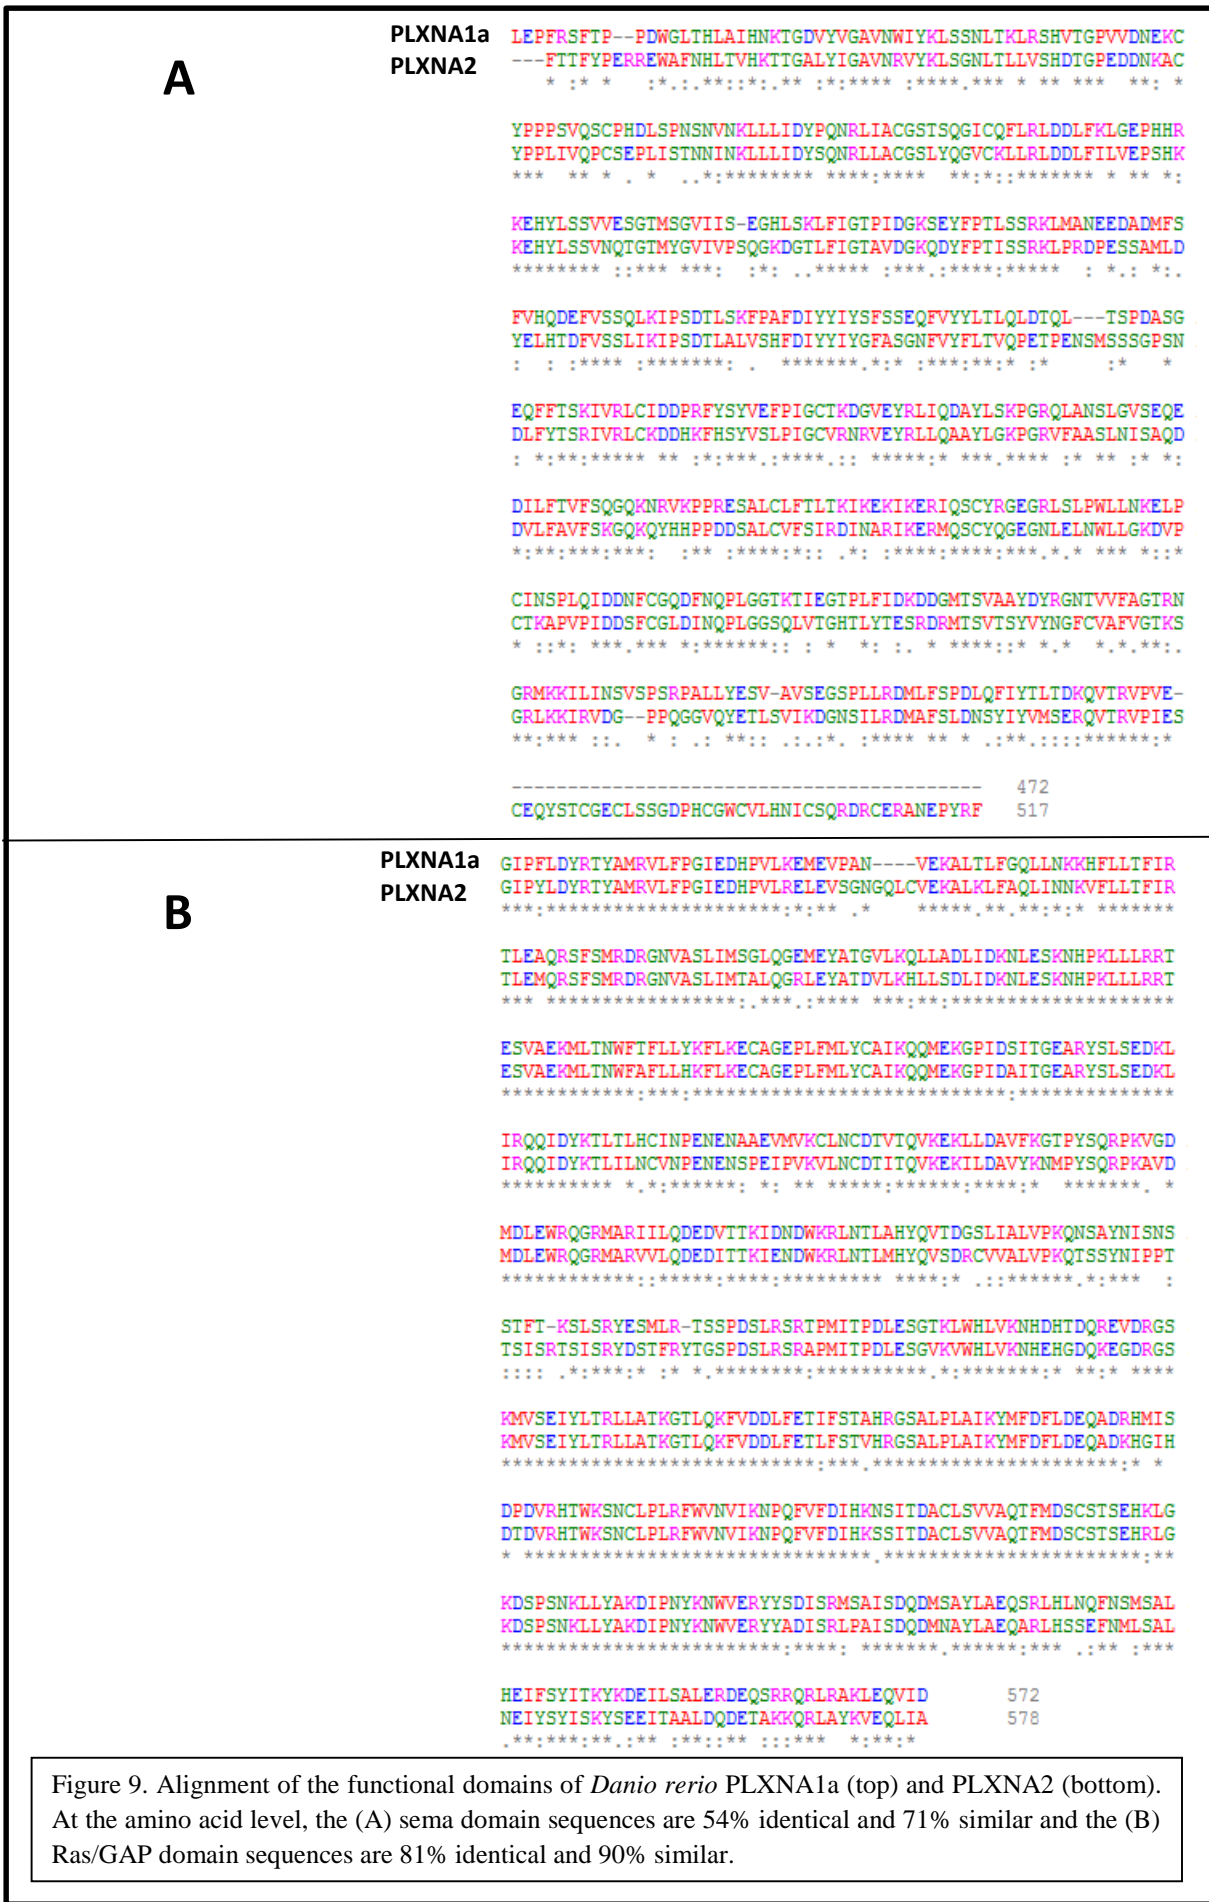 A
PLXNA1a LEPFRSFTP--PDWGLTHLAIHNKTGDVYVGAVNWIYKLSSNLTKLRSHVTGPVVDNEKC
PLXNA2 ---FTTFYPERREWAFNHLTVHKTTGALYIGAVNRVYKLSGNLTLLVSHDTGPEDDNKAC
* :* * :*.:.**::*:.** :*:**** :****.*** * ** *** **: *
YPPPSVQSCPHDLSPNSNVNKLLLIDYPQNRLIACGSTSQGICQFLRLDDLFKLGEPHHR
YPPLIVQPCSEPLISTNNINKLLLIDYSQNRLLACGSLYQGVCKLLRLDDLFILVEPSHK
*** ** * . * ..*:******** ****:**** **:*::******* * ** *:
KEHYLSSVVESGTMSGVIIS-EGHLSKLFIGTPIDGKSEYFPTLSSRKLMANEEDADMFS
KEHYLSSVNQTGTMYGVIVPSQGKDGTLFIGTAVDGKQDYFPTISSRKLPRDPESSAMLD
******** ::*** ***: :*: ..***** :***.:****:***** : *.: *:.
FVHQDEFVSSQLKIPSDTLSKFPAFDIYYIYSFSSEQFVYYLTLQLDTQL---TSPDASG
YELHTDFVSSLIKIPSDTLALVSHFDIYYIYGFASGNFVYFLTVQPETPENSMSSSGPSN
: : :**** :*******: . *******.*:* :***:**:* :* :* *
EQFFTSKIVRLCIDDPRFYSYVEFPIGCTKDGVEYRLIQDAYLSKPGRQLANSLGVSEQE
DLFYTSRIVRLCKDDHKFHSYVSLPIGCVRNRVEYRLLQAAYLGKPGRVFAASLNISAQD
: *:**:***** ** :*:***.:****.:: *****:* ***.**** :* **.:* *:
DILFTVFSQGQKNRVKPPRESALCLFTLTKIKEKIKERIQSCYRGEGRLSLPWLLNKELP
DVLFAVFSKGQKQYHHPPDDSALCVFSIRDINARIKERMQSCYQGEGNLELNWLLGKDVP
*:**:***:***: :** :****:*:: .*: :****:****:***.*.* ***.*::*
CINSPLQIDDNFCGQDFNQPLGGTKTIEGTPLFIDKDDGMTSVAAYDYRGNTVVFAGTRN
CTKAPVPIDDSFCGLDINQPLGGSQLVTGHTLYTESRDRMTSVTSYVYNGFCVAFVGTKS
* ::*: ***.*** *:******:: : * *: :. * ****::* *.* *.*.**:.
GRMKKILINSVSPSRPALLYESV-AVSEGSPLLRDMLFSPDLQFIYTLTDKQVTRVPVE-
GRLKKIRVDG--PPQGGVQYETLSVIKDGNSILRDMAFSLDNSYIYVMSERQVTRVPIES
**:*** ::. * : .: **:: .:.:*. :**** ** * .:**.::::******:*
------------------------------------------ 472
CEQYSTCGECLSSGDPHCGWCVLHNICSQRDRCERANEPYRF 517
B
PLXNA1a GIPFLDYRTYAMRVLFPGIEDHPVLKEMEVPAN----VEKALTLFGQLLNKKHFLLTFIR
PLXNA2 GIPYLDYRTYAMRVLFPGIEDHPVLRELEVSGNGQLCVEKALKLFAQLINNKVFLLTFIR
***:*********************:*:** .* *****.**.**:*:* *******
TLEAQRSFSMRDRGNVASLIMSGLQGEMEYATGVLKQLLADLIDKNLESKNHPKLLLRRT
TLEMQRSFSMRDRGNVASLIMTALQGRLEYATDVLKHLLSDLIDKNLESKNHPKLLLRRT
*** *****************:.***.:**** ***:**:********************
ESVAEKMLTNWFTFLLYKFLKECAGEPLFMLYCAIKQQMEKGPIDSITGEARYSLSEDKL
ESVAEKMLTNWFAFLLHKFLKECAGEPLFMLYCAIKQQMEKGPIDAITGEARYSLSEDKL
************:***:****************************:**************
IRQQIDYKTLTLHCINPENENAAEVMVKCLNCDTVTQVKEKLLDAVFKGTPYSQRPKVGD
IRQQIDYKTLILNCVNPENENSPEIPVKVLNCDTITQVKEKILDAVYKNMPYSQRPKAVD
********** *.*:******: *: ** *****:******:****:* *******. *
MDLEWRQGRMARIILQDEDVTTKIDNDWKRLNTLAHYQVTDGSLIALVPKQNSAYNISNS
MDLEWRQGRMARVVLQDEDITTKIENDWKRLNTLMHYQVSDRCVVALVPKQTSSYNIPPT
************::*****:****:********* ****:* .::******.*:*** :
STFT-KSLSRYESMLR-TSSPDSLRSRTPMITPDLESGTKLWHLVKNHDHTDQREVDRGS
TSISRTSISRYDSTFRYTGSPDSLRSRAPMITPDLESGVKVWHLVKNHEHGDQKEGDRGS
:::: .*:***:* :* *.********:**********.*:*******:* **:* ****
KMVSEIYLTRLLATKGTLQKFVDDLFETIFSTAHRGSALPLAIKYMFDFLDEQADRHMIS
KMVSEIYLTRLLATKGTLQKFVDDLFETLFSTVHRGSALPLAIKYMFDFLDEQADKHGIH
****************************:***.**********************:* *
DPDVRHTWKSNCLPLRFWVNVIKNPQFVFDIHKNSITDACLSVVAQTFMDSCSTSEHKLG
DTDVRHTWKSNCLPLRFWVNVIKNPQFVFDIHKSSITDACLSVVAQTFMDSCSTSEHRLG
* *******************************.***********************:**
KDSPSNKLLYAKDIPNYKNWVERYYSDISRMSAISDQDMSAYLAEQSRLHLNQFNSMSAL
KDSPSNKLLYAKDIPNYKNWVERYYADISRLPAISDQDMNAYLAEQARLHSSEFNMLSAL
*************************:****: *******.******:*** .:** :***
HEIFSYITKYKDEILSALERDEQSRRQRLRAKLEQVID 572
NEIYSYISKYSEEITAALDQDETAKKQRLAYKVEQLIA 578
.**:***:**.:** :**::** :::*** *:**:*
Figure 9. Alignment of the functional domains of Danio rerio PLXNA1a (top) and PLXNA2 (bottom).
At the amino acid level, the (A) sema domain sequences are 54% identical and 71% similar and the (B)
Ras/GAP domain sequences are 81% identical and 90% similar.